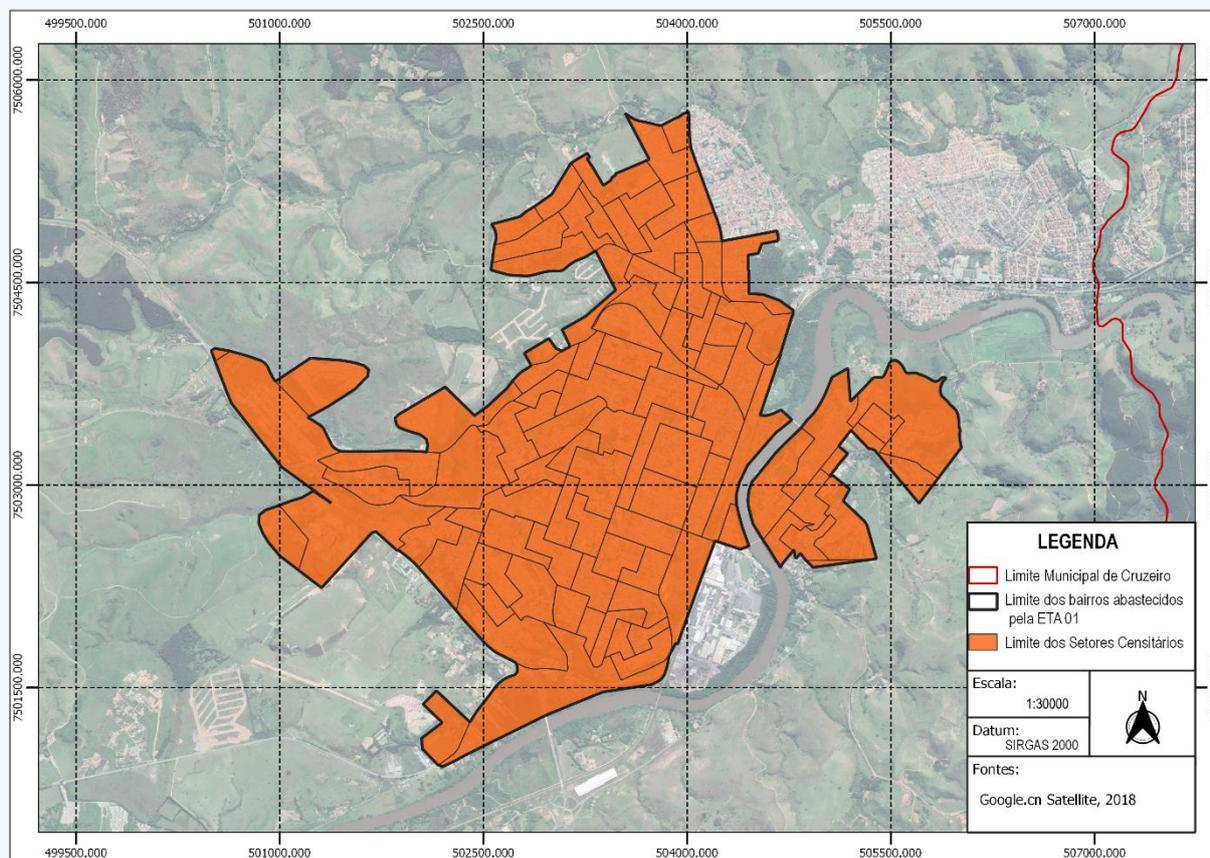 499500.000 501000.000 502500.000 504000.000 505500.000 507000.000
7506000.000
7504500.000
7503000.000
7501500.000
LEGENDA
Limite Municipal de Cruzeiro
Limite dos bairros abastecidos
pela ETA 01
Limite dos Setores Censitários
Escala:
1:30000
N
Datum:
SIRGAS 2000
Fontes:
Google.cn Satellite, 2018
499500.000 501000.000 502500.000 504000.000 505500.000 507000.000